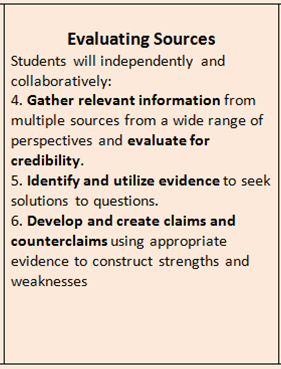 Evaluating Sources
Students will independently and
collaboratively:
4. Gather relevant information from
multiple sources from a wide range of
perspectives and evaluate for
credibility.
5. Identify and utilize evidence to seek
solutions to questions.
6. Develop and create claims and
counterclaims using appropriate
evidence to construct strengths and
weaknesses